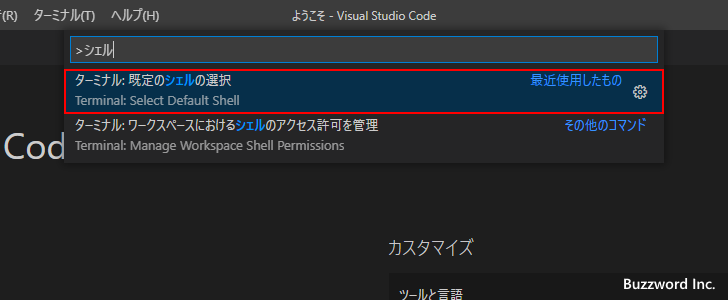 (R) ターミナル(T) ヘルプ(H) ようこそ - Visual Studio Code
>シェル
ターミナル: 既定のシェルの選択 最近使用したもの
Terminal: Select Default Shell
ターミナル: ワークスペースにおけるシェルのアクセス許可を管理 その他のコマンド
Terminal: Manage Workspace Shell Permissions
Cod
カスタマイズ
ツールと言語
Buzzword Inc.